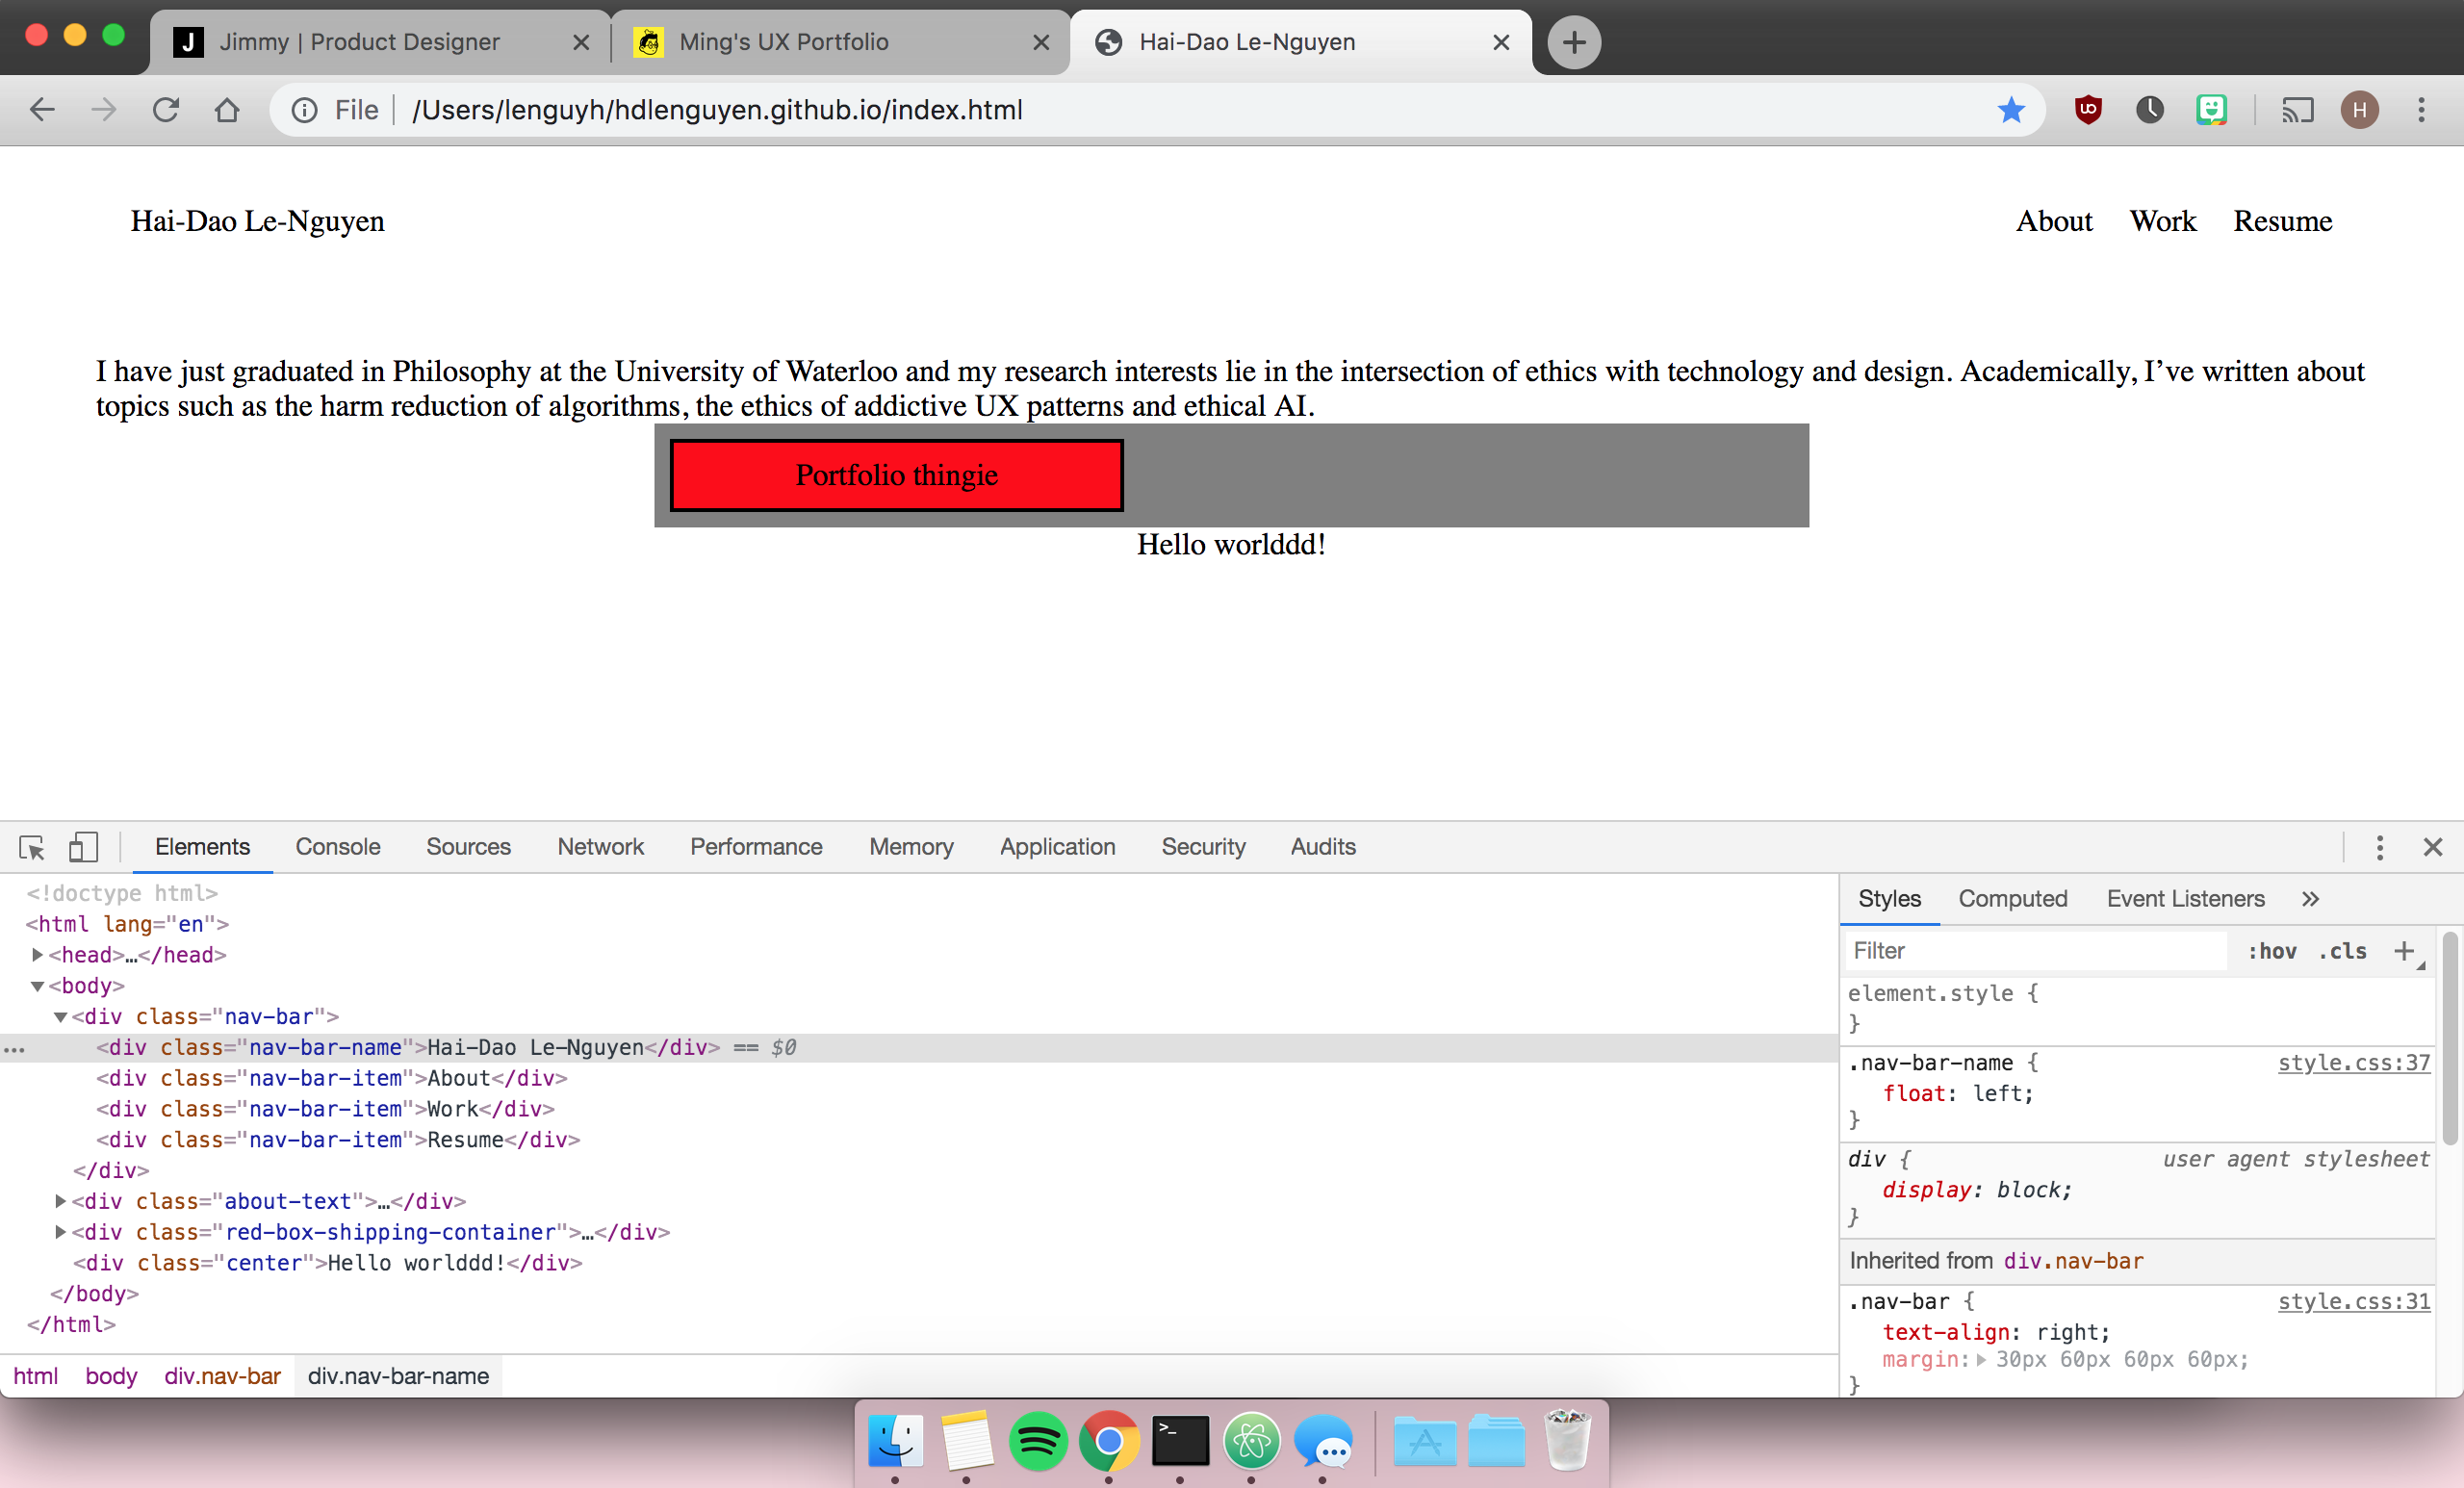 J Jimmy | Product Designer
Ming's UX Portfolio
Hai-Dao Le-Nguyen
File /Users/lenguyh/hdlenguyen.github.io/index.html
H
Hai-Dao Le-Nguyen About Work Resume
I have just graduated in Philosophy at the University of Waterloo and my research interests lie in the intersection of ethics with technology and design. Academically, I’ve written about
topics such as the harm reduction of algorithms, the ethics of addictive UX patterns and ethical AI.
Portfolio thingie
Hello worlddd!
Elements Console Sources Network Performance Memory Application Security Audits
<!doctype html>
<html lang="en">
<head>…</head>
<body>
<div class="nav-bar">
<div class="nav-bar-name">Hai-Dao Le-Nguyen</div> == $0
<div class="nav-bar-item">About</div>
<div class="nav-bar-item">Work</div>
<div class="nav-bar-item">Resume</div>
</div>
<div class="about-text">…</div>
<div class="red-box-shipping-container">…</div>
<div class="center">Hello worlddd!</div>
</body>
</html>
html body div.nav-bar div.nav-bar-name
Styles Computed Event Listeners »
Filter :hov .cls +
element.style {
}
.nav-bar-name { style.css:37
float: left;
}
div { user agent stylesheet
display: block;
}
Inherited from div.nav-bar
.nav-bar { style.css:31
text-align: right;
margin: 30px 60px 60px 60px;
}